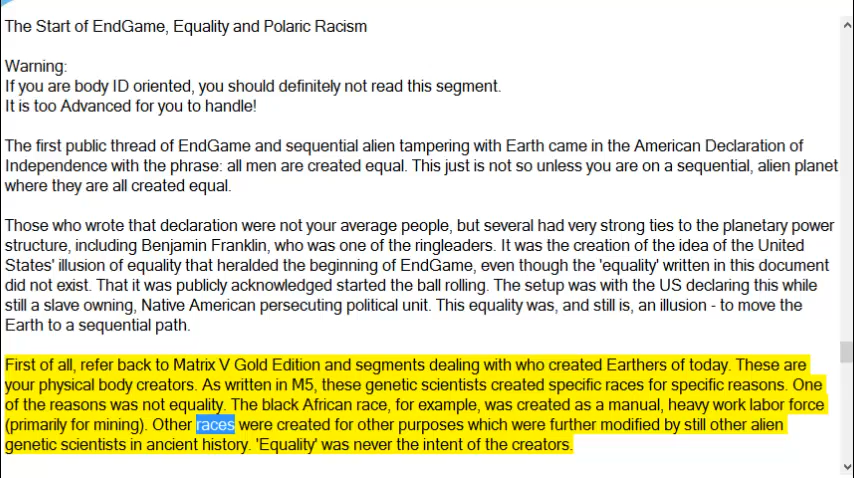 The Start of EndGame, Equality and Polaric Racism
Warning:
If you are body ID oriented, you should definitely not read this segment.
It is too Advanced for you to handle!
The first public thread of EndGame and sequential alien tampering with Earth came in the American Declaration of
Independence with the phrase: all men are created equal. This just is not so unless you are on a sequential, alien planet
where they are all created equal.
Those who wrote that declaration were not your average people, but several had very strong ties to the planetary power
structure, including Benjamin Franklin, who was one of the ringleaders. It was the creation of the idea of the United
States' illusion of equality that heralded the beginning of EndGame, even though the 'equality' written in this document
did not exist. That it was publicly acknowledged started the ball rolling. The setup was with the US declaring this while
still a slave owning, Native American persecuting political unit. This equality was, and still is, an illusion - to move the
Earth to a sequential path.
First of all, refer back to Matrix V Gold Edition and segments dealing with who created Earthers of today. These are
your physical body creators. As written in M5, these genetic scientists created specific races for specific reasons. One
of the reasons was not equality. The black African race, for example, was created as a manual, heavy work labor force
(primarily for mining). Other races were created for other purposes which were further modified by still other alien
genetic scientists in ancient history. 'Equality' was never the intent of the creators.